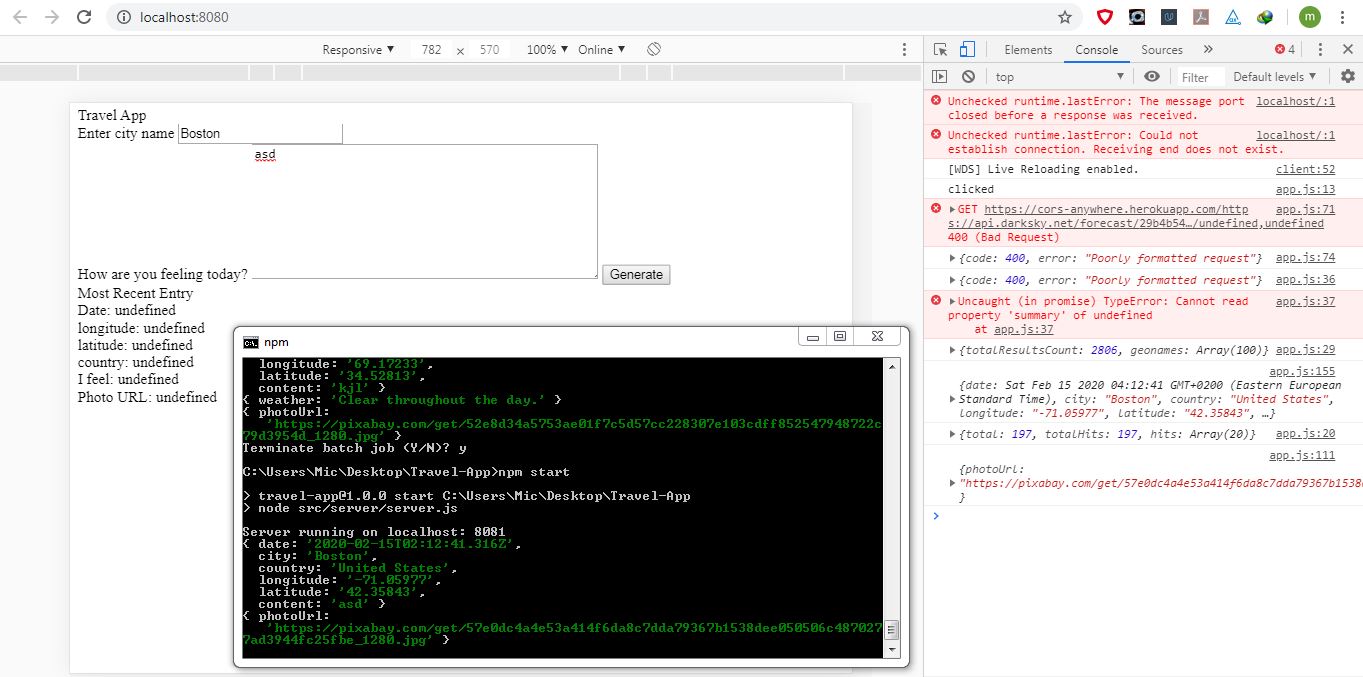 localhost:8080
m
Responsive ▼ 782 × 570 100% ▼ Online ▼
Elements Console Sources » 4
top ▼ Filter Default levels ▼
Travel App
Enter city name Boston
asd
How are you feeling today? Generate
Most Recent Entry
Date: undefined
longitude: undefined
latitude: undefined
country: undefined
I feel: undefined
Photo URL: undefined
npm
longitude: '69.17233',
latitude: '34.52813',
content: 'kjl' }
{ weather: 'Clear throughout the day.' }
{ photoUrl:
'https://pixabay.com/get/52e8d34a5753ae01f7c5d57cc228307e103cdff852547948722c
79d3954d_1280.jpg' }
Terminate batch job (Y/N)? y
C:\Users\Mic\Desktop\Travel-App>npm start
> travel-app@1.0.0 start C:\Users\Mic\Desktop\Travel-App
> node src/server/server.js
Server running on localhost: 8081
{ date: '2020-02-15T02:12:41.316Z',
city: 'Boston',
country: 'United States',
longitude: '-71.05977',
latitude: '42.35843',
content: 'asd' }
{ photoUrl:
'https://pixabay.com/get/57e0dc4a4e53a414f6da8c7dda79367b1538dee050506c487027
7ad3944fc25fbe_1280.jpg' }
Unchecked runtime.lastError: The message port localhost/:1
closed before a response was received.
Unchecked runtime.lastError: Could not localhost/:1
establish connection. Receiving end does not exist.
[WDS] Live Reloading enabled. client:52
clicked app.js:13
GET https://cors-anywhere.herokuapp.com/http app.js:71
s://api.darksky.net/forecast/29b4b54…/undefined,undefined
400 (Bad Request)
{code: 400, error: "Poorly formatted request"} app.js:74
{code: 400, error: "Poorly formatted request"} app.js:36
Uncaught (in promise) TypeError: Cannot read app.js:37
property 'summary' of undefined
at app.js:37
{totalResultsCount: 2806, geonames: Array(100)} app.js:29
app.js:155
{date: Sat Feb 15 2020 04:12:41 GMT+0200 (Eastern European
Standard Time), city: "Boston", country: "United States",
longitude: "-71.05977", latitude: "42.35843", …}
{total: 197, totalHits: 197, hits: Array(20)} app.js:20
app.js:111
{photoUrl:
"https://pixabay.com/get/57e0dc4a4e53a414f6da8c7dda79367b1538
}